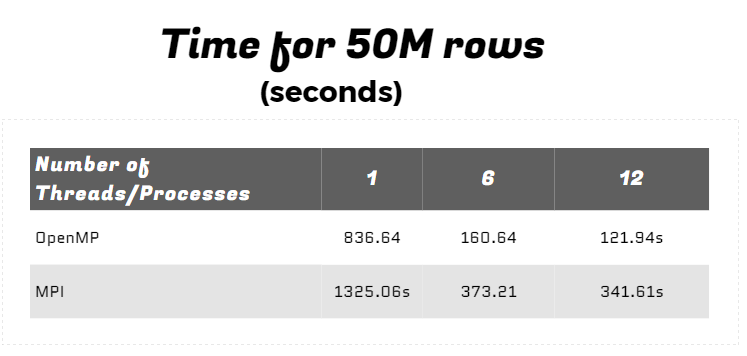 Time for 50M rows
(seconds)
Number of
Threads/Processes 1 6 12
OpenMP 836.64 160.64 121.94s
MPI 1325.06s 373.21 341.61s